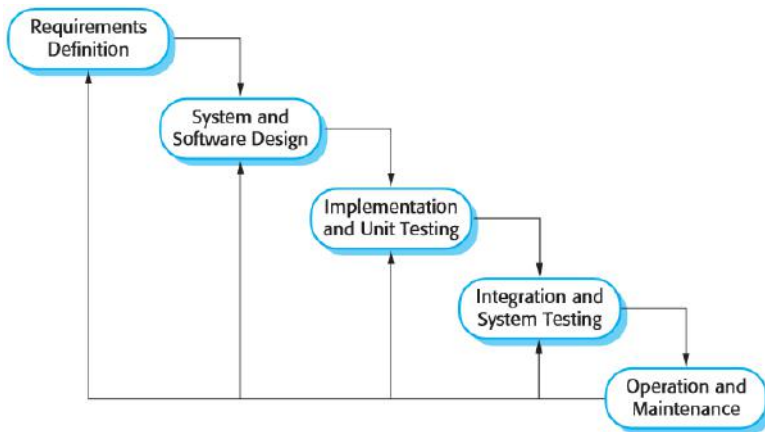 Requirements
Definition
System and
Software Design
Implementation
and Unit Testing
Integration and
System Testing
Operation and
Maintenance